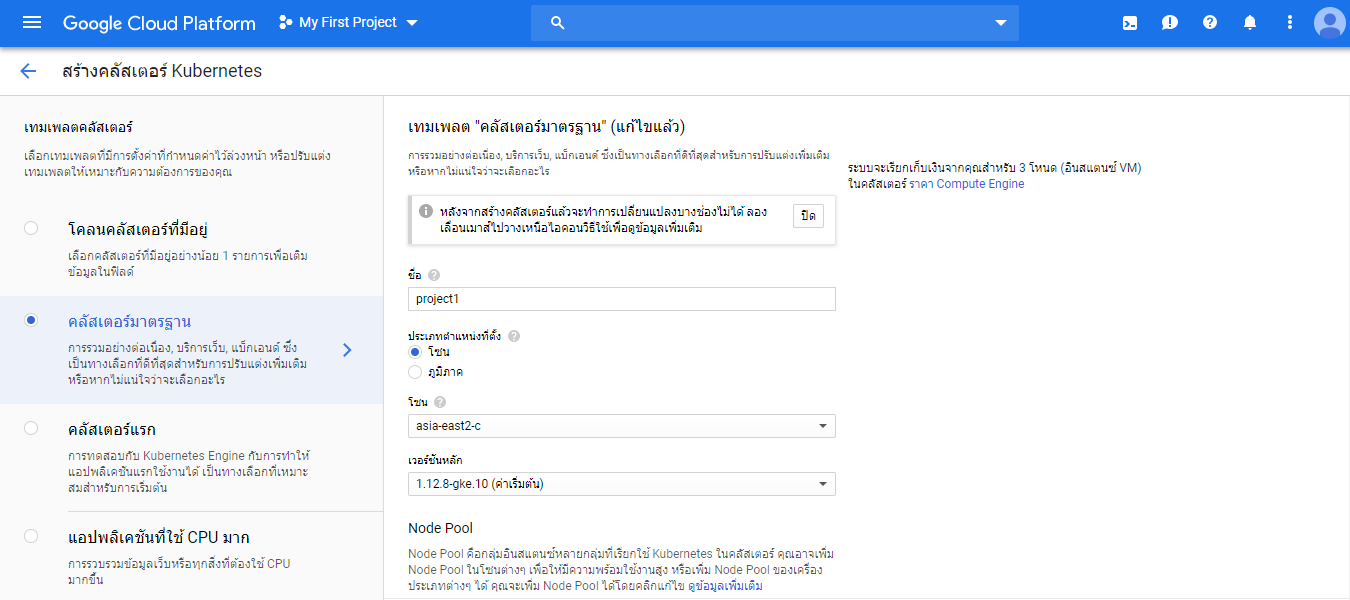 Google Cloud Platform
My First Project
สร้างคลัสเตอร์ Kubernetes
เทมเพลตคลัสเตอร์
เลือกเทมเพลตที่มีการตั้งค่าที่กำหนดค่าไว้ล่วงหน้า หรือปรับแต่ง
เทมเพลตให้เหมาะกับความต้องการของคุณ
โคลนคลัสเตอร์ที่มีอยู่
เลือกคลัสเตอร์ที่มีอยู่อย่างน้อย 1 รายการเพื่อเติม
ข้อมูลในฟิลด์
คลัสเตอร์มาตรฐาน
การรวมอย่างต่อเนื่อง, บริการเว็บ, แบ็กเอนด์ ซึ่ง
เป็นทางเลือกที่ดีที่สุดสำหรับการปรับแต่งเพิ่มเติม
หรือหากไม่แน่ใจว่าจะเลือกอะไร
คลัสเตอร์แรก
การทดสอบกับ Kubernetes Engine กับการทำให้
แอปพลิเคชันแรกใช้งานได้ เป็นทางเลือกที่เหมาะ
สมสำหรับการเริ่มต้น
แอปพลิเคชันที่ใช้ CPU มาก
การรวบรวมข้อมูลเว็บหรือทุกสิ่งที่ต้องใช้ CPU
มากขึ้น
เทมเพลต "คลัสเตอร์มาตรฐาน" (แก้ไขแล้ว)
การรวมอย่างต่อเนื่อง, บริการเว็บ, แบ็กเอนด์ ซึ่งเป็นทางเลือกที่ดีที่สุดสำหรับการปรับแต่งเพิ่มเติม
หรือหากไม่แน่ใจว่าจะเลือกอะไร
หลังจากสร้างคลัสเตอร์แล้วจะทำการเปลี่ยนแปลงบางช่องไม่ได้ ลอง
เลื่อนเมาส์ไปวางเหนือไอคอนวิธีใช้เพื่อดูข้อมูลเพิ่มเติม
ปิด
ชื่อ
project1
ประเภทตำแหน่งที่ตั้ง
โซน
ภูมิภาค
โซน
asia-east2-c
เวอร์ชันหลัก
1.12.8-gke.10 (ค่าเริ่มต้น)
Node Pool
Node Pool คือกลุ่มอินสแตนซ์หลายกลุ่มที่เรียกใช้ Kubernetes ในคลัสเตอร์ คุณอาจเพิ่ม
Node Pool ในโซนต่างๆ เพื่อให้มีความพร้อมใช้งานสูง หรือเพิ่ม Node Pool ของเครื่อง
ประเภทต่างๆ ได้ คุณจะเพิ่ม Node Pool ได้โดยคลิกแก้ไข ดูข้อมูลเพิ่มเติม
ระบบจะเรียกเก็บเงินจากคุณสำหรับ 3 โหนด (อินสแตนซ์ VM)
ในคลัสเตอร์ ราคา Compute Engine